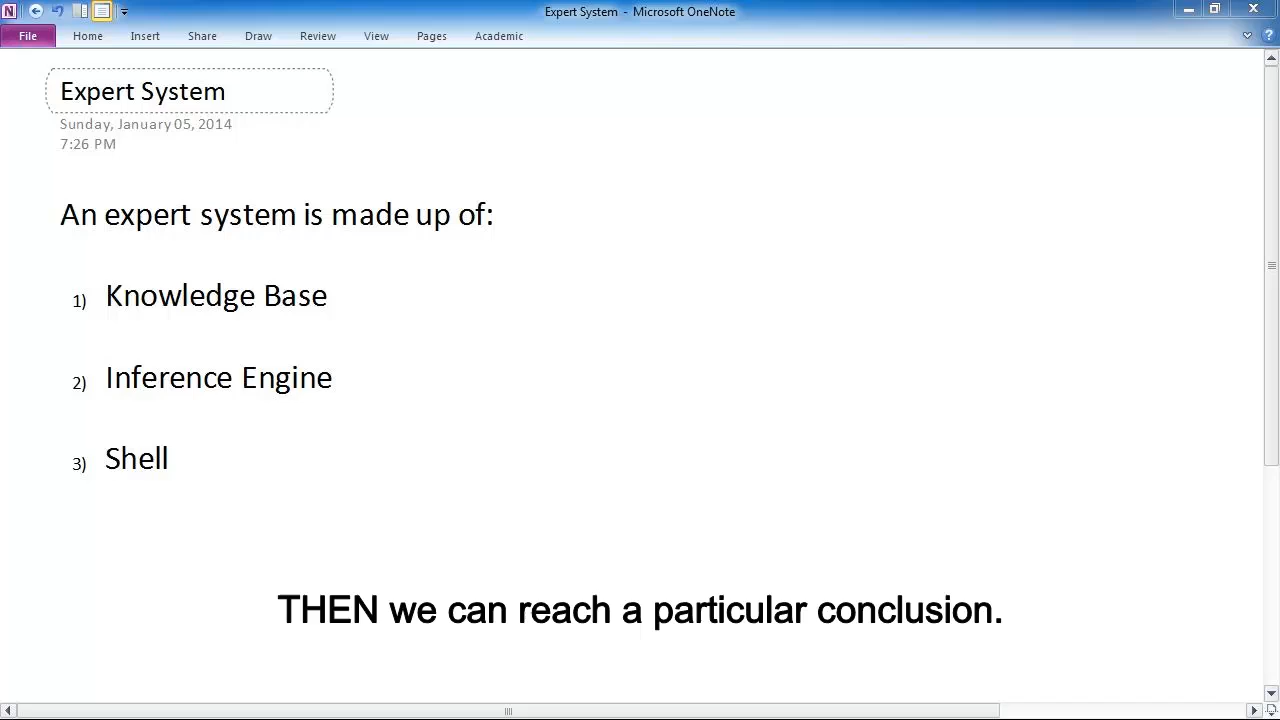 Expert System - Microsoft OneNote
File Home Insert Share Draw Review View Pages Academic
Expert System
Sunday, January 05, 2014
7:26 PM
An expert system is made up of:
1) Knowledge Base
2) Inference Engine
3) Shell
THEN we can reach a particular conclusion.